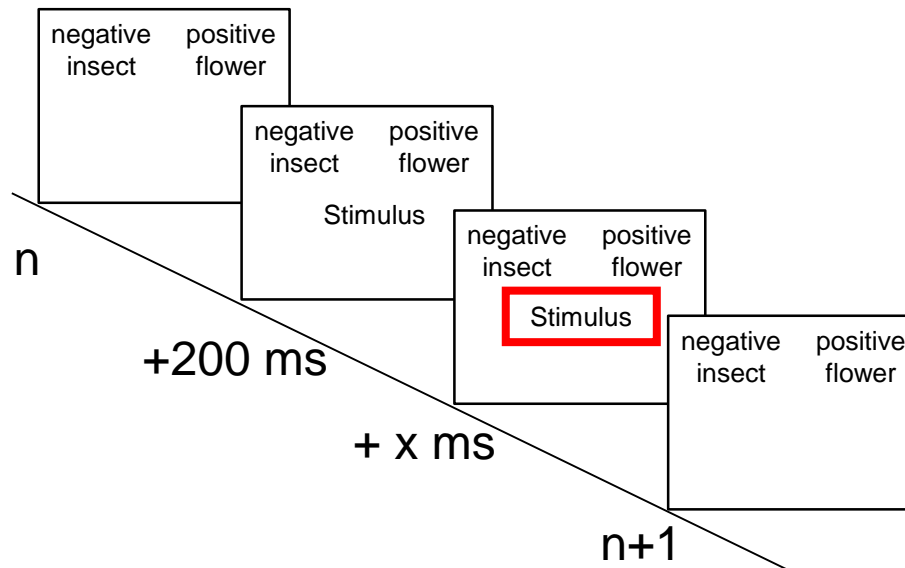 negative positive
insect flower
negative positive
insect flower
Stimulus
negative positive
insect flower
Stimulus
negative positive
insect flower
n
+200 ms
+ x ms
n+1